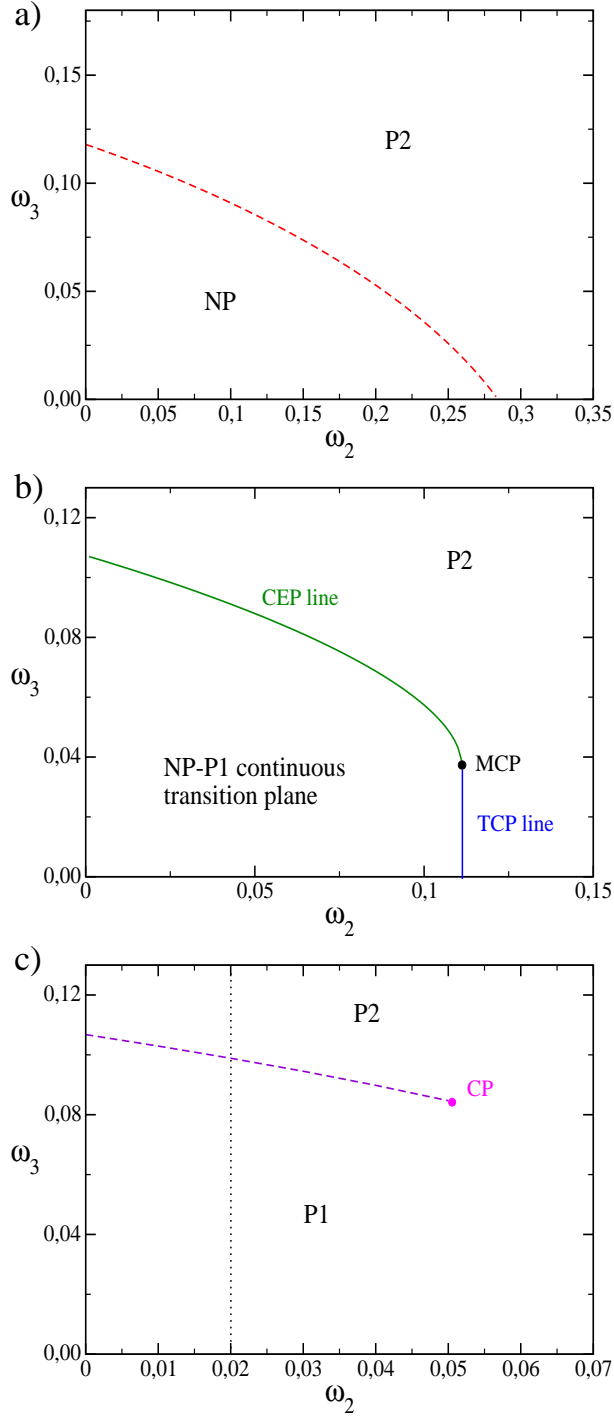 a)
0,15
P2
0,10
ω3
NP
0,05
0,00
0 0,05 0,1 0,15 0,2 0,25 0,3 0,35
ω2
b)
0,12
P2
CEP line
0,08
ω3
0,04
MCP
NP-P1 continuous
transition plane
TCP line
0,00
0 0,05 0,1 0,15
ω2
c)
0,12
P2
CP
0,08
ω3
P1
0,04
0,00
0 0,01 0,02 0,03 0,04 0,05 0,06 0,07
ω2